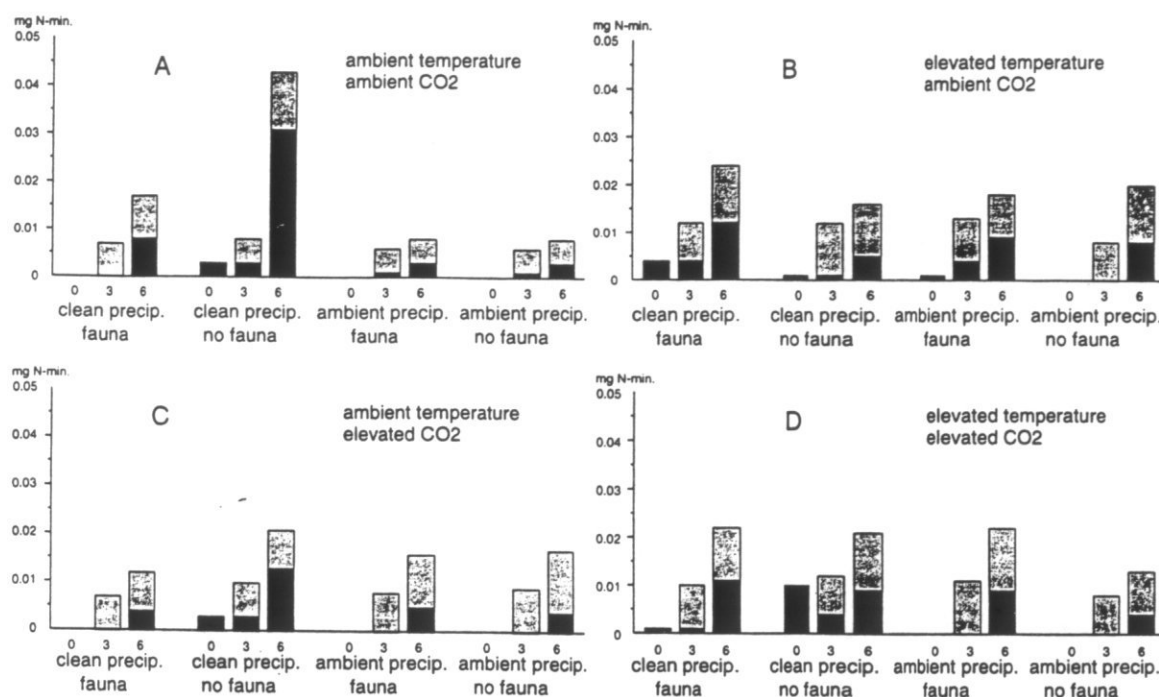 mg N-min.
0.05
0.04
0.03
0.02
0.01
0
A
ambient temperature
ambient CO2
0 3 6 0 3 6 0 3 6 0 3 6
clean precip. clean precip. ambient precip. ambient precip.
fauna no fauna fauna no fauna
mg N-min.
0.05
0.04
0.03
0.02
0.01
0
B
elevated temperature
ambient CO2
0 3 6 0 3 6 0 3 6 0 3 6
clean precip. clean precip. ambient precip. ambient precip.
fauna no fauna fauna no fauna
mg N-min.
0.05
0.04
0.03
0.02
0.01
0
C
ambient temperature
elevated CO2
0 3 6 0 3 6 0 3 6 0 3 6
clean precip. clean precip. ambient precip. ambient precip.
fauna no fauna fauna no fauna
mg N-min.
0.05
0.04
0.03
0.02
0.01
0
D
elevated temperature
elevated CO2
0 3 6 0 3 6 0 3 6 0 3 6
clean precip. clean precip. ambient precip. ambient precip.
fauna no fauna fauna no fauna